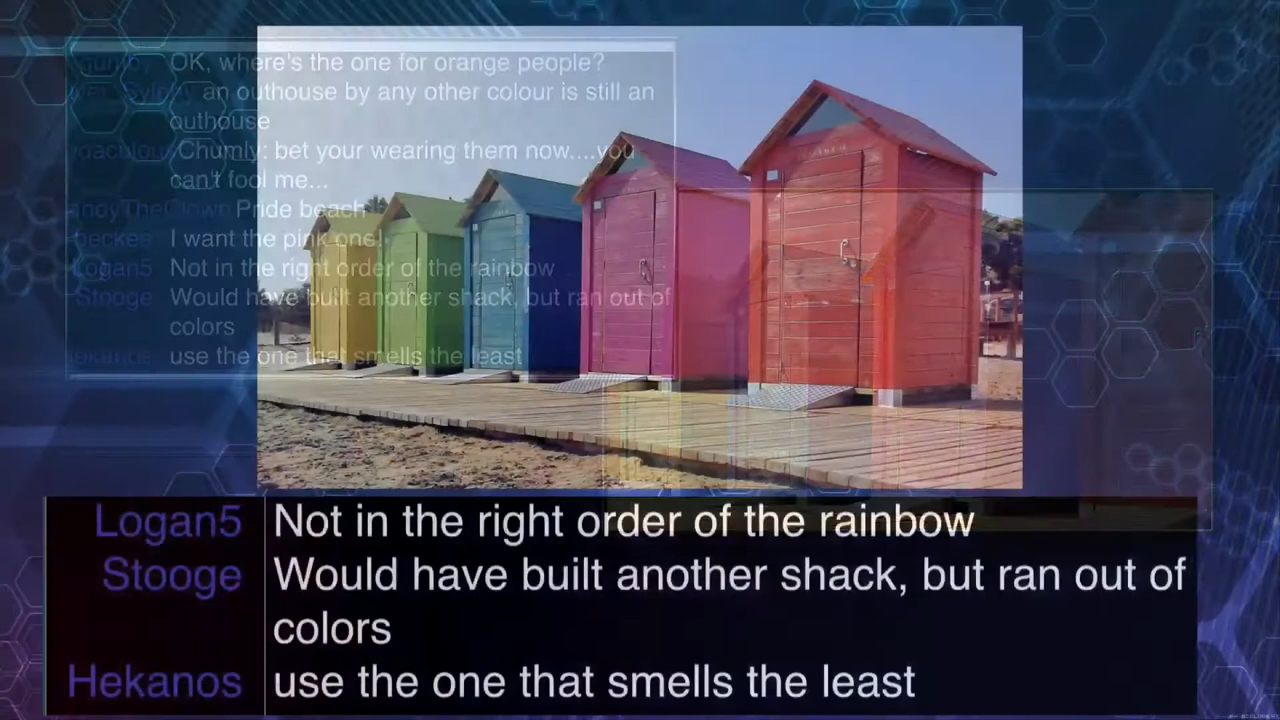 OK, where's the one for orange people?
an outhouse by any other colour is still an
outhouse
Chumly: bet your wearing them now....you
can't fool me...
Pride beach
I want the pink one!
Logan5 Not in the right order of the rainbow
Stooge Would have built another shack, but ran out of
colors
Hekanos use the one that smells the least
Logan5 Not in the right order of the rainbow
Stooge Would have built another shack, but ran out of
colors
Hekanos use the one that smells the least